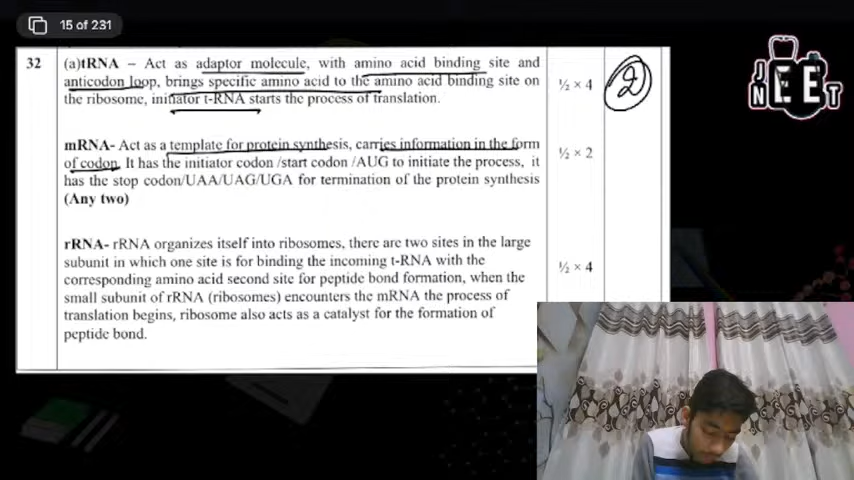 15 of 231
32
(a)tRNA – Act as adaptor molecule, with amino acid binding site and
anticodon loop, brings specific amino acid to the amino acid binding site on
the ribosome, initiator t-RNA starts the process of translation.
½ × 4
2
J
NEET
mRNA- Act as a template for protein synthesis, carries information in the form
of codon. It has the initiator codon /start codon /AUG to initiate the process, it
has the stop codon/UAA/UAG/UGA for termination of the protein synthesis
(Any two)
½ × 2
rRNA- rRNA organizes itself into ribosomes, there are two sites in the large
subunit in which one site is for binding the incoming t-RNA with the
corresponding amino acid second site for peptide bond formation, when the
small subunit of rRNA (ribosomes) encounters the mRNA the process of
translation begins, ribosome also acts as a catalyst for the formation of
peptide bond.
½ × 4